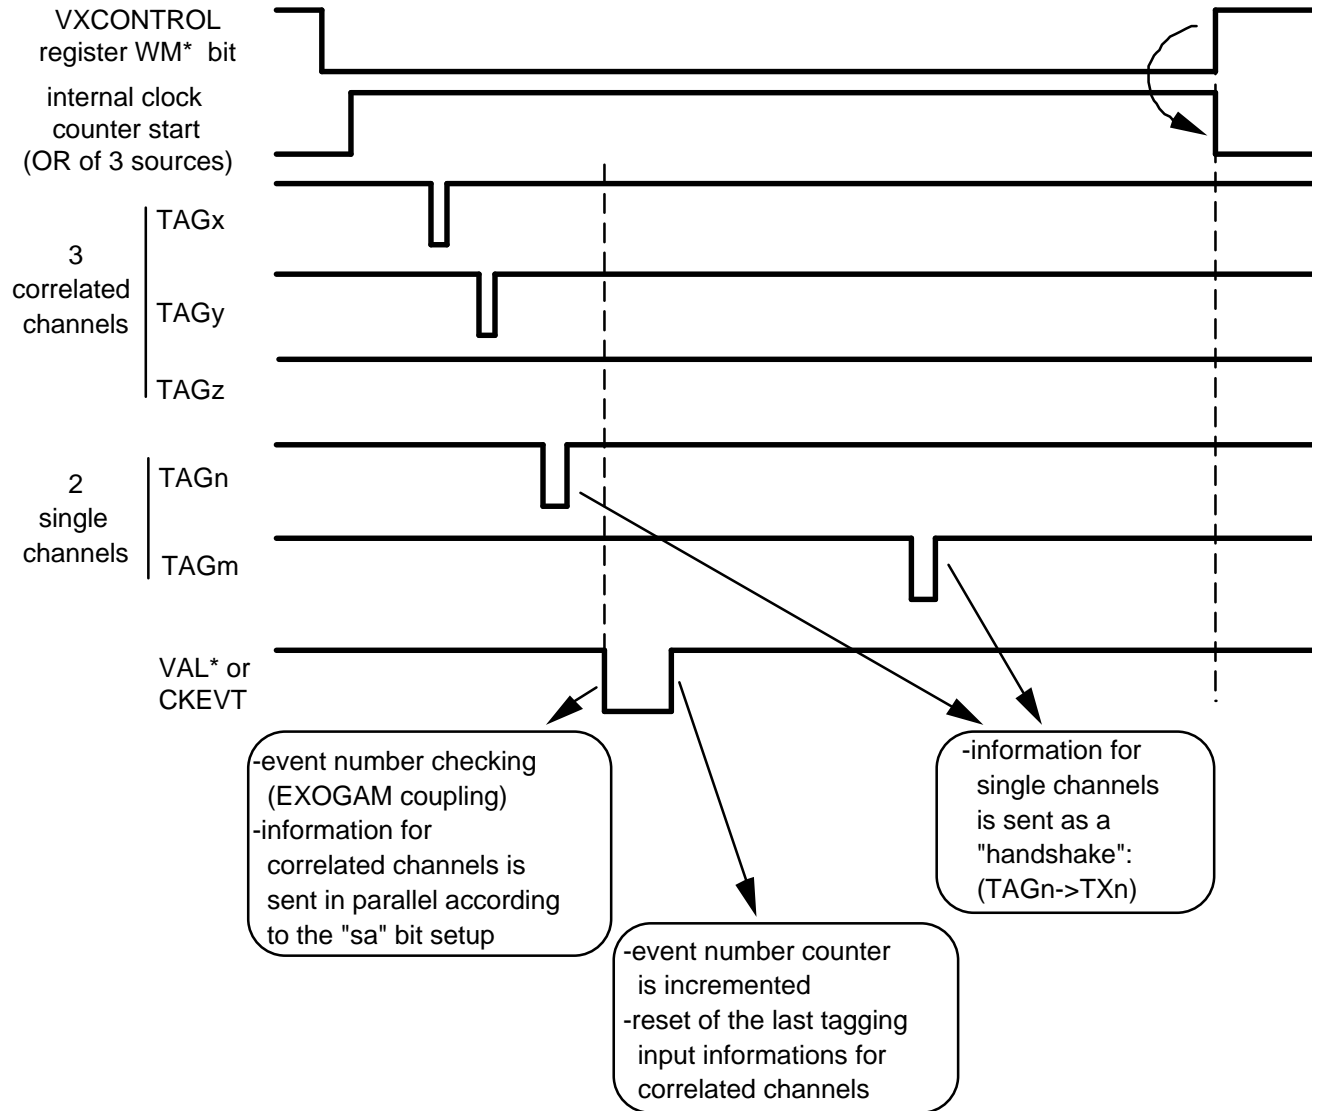 VXCONTROL
register WM* bit
internal clock
counter start
(OR of 3 sources)
3
correlated
channels
TAGx
TAGy
TAGz
2
single
channels
TAGn
TAGm
VAL* or
CKEVT
-event number checking
(EXOGAM coupling)
-information for
correlated channels is
sent in parallel according
to the "sa" bit setup
-event number counter
is incremented
-reset of the last tagging
input informations for
correlated channels
-information for
single channels
is sent as a
"handshake":
(TAGn->TXn)